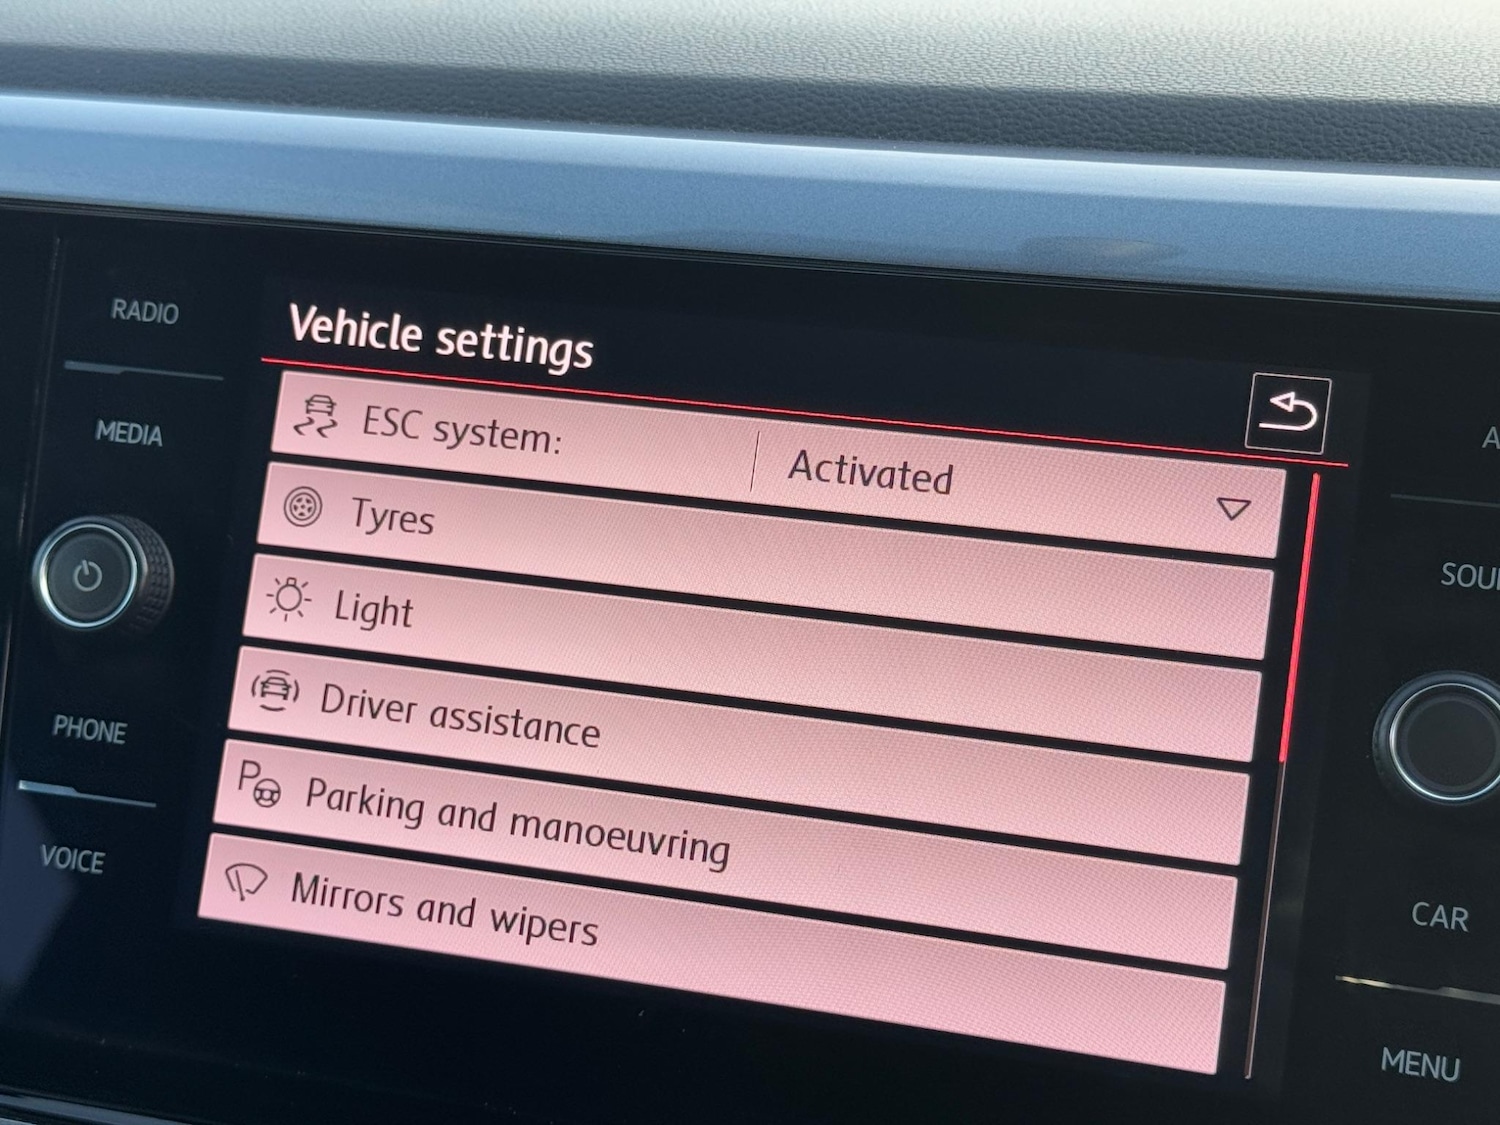 RADIO
MEDIA
PHONE
VOICE
Vehicle settings
ESC system: Activated
Tyres
Light
Driver assistance
Parking and manoeuvring
Mirrors and wipers
CAR
MENU